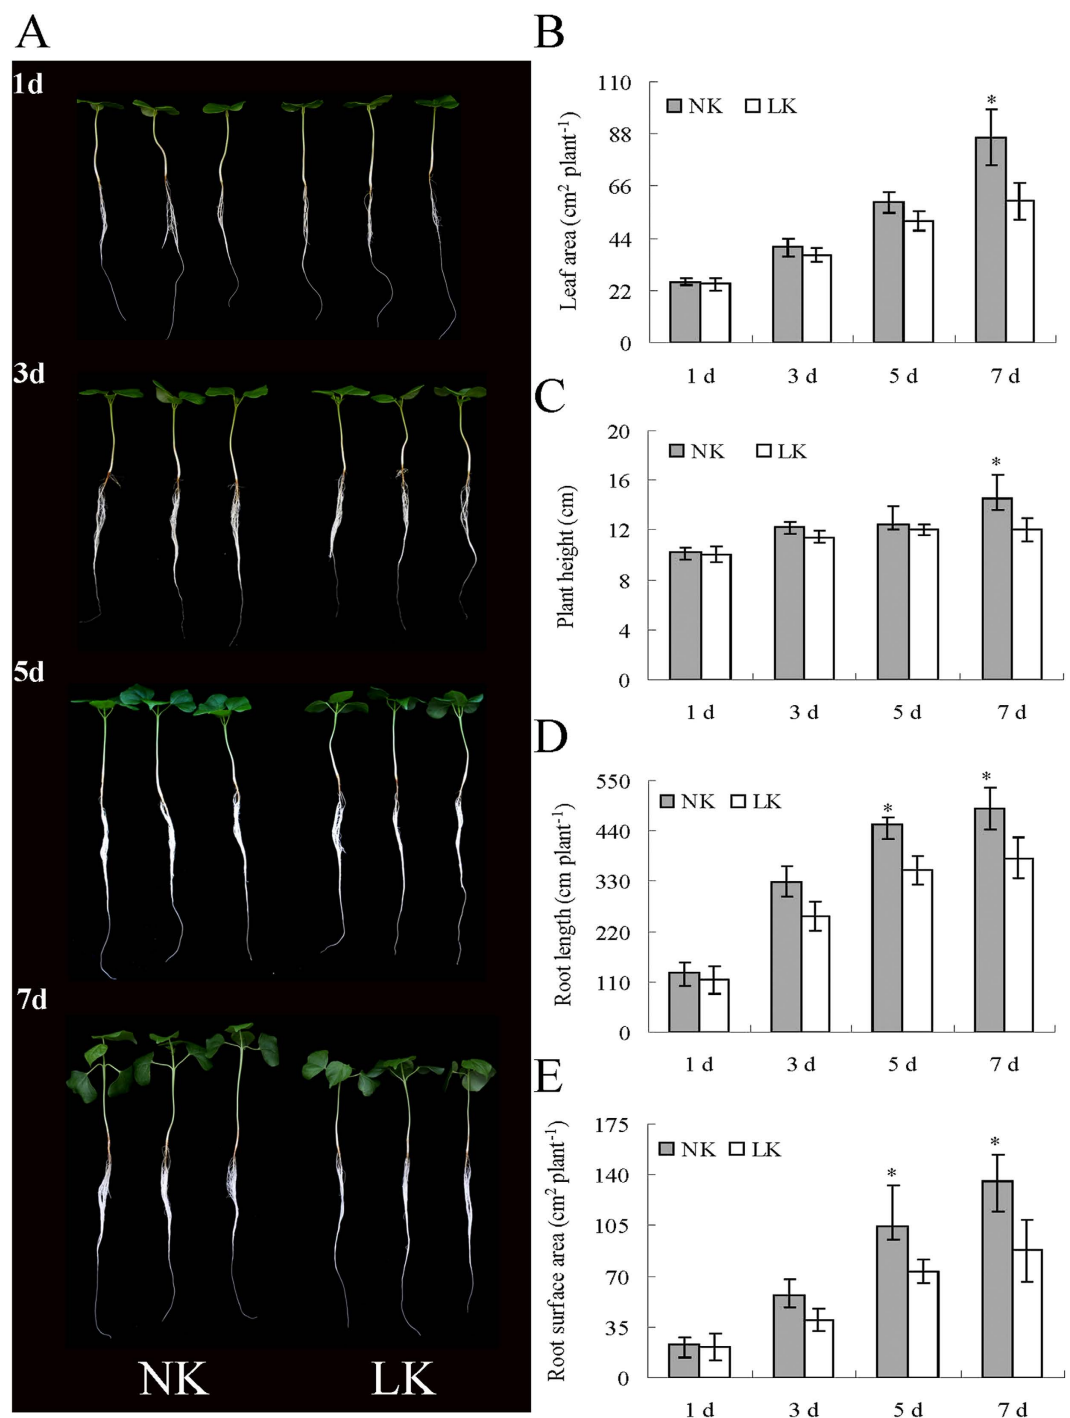 A
1d
3d
5d
7d
NK LK
B
Leaf area (cm² plant⁻¹)
110
88
66
44
22
0
NK LK
*
1 d 3 d 5 d 7 d
C
Plant height (cm)
20
16
12
8
4
0
NK LK
*
1 d 3 d 5 d 7 d
D
Root length (cm plant⁻¹)
550
440
330
220
110
0
NK LK
* *
1 d 3 d 5 d 7 d
E
Root surface area (cm² plant⁻¹)
175
140
105
70
35
0
NK LK
* *
1 d 3 d 5 d 7 d